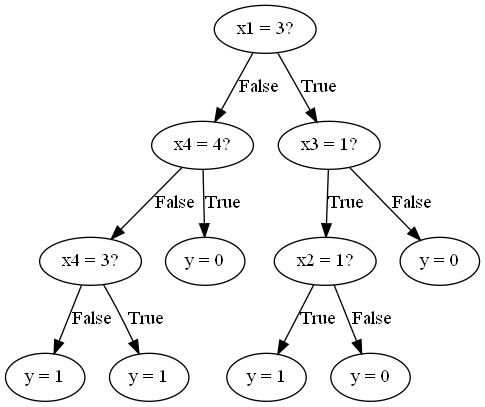 x1 = 3?
False
True
x4 = 4?
x3 = 1?
False
True
True
False
x4 = 3?
y = 0
x2 = 1?
y = 0
False
True
True
False
y = 1
y = 1
y = 1
y = 0